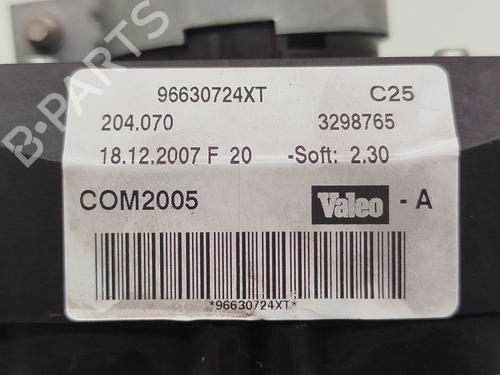 96630724XT C25
204.070 3298765
18.12.2007 F 20 -Soft: 2.30
COM2005 Valeo - A
*96630724XT*
B-PARTS